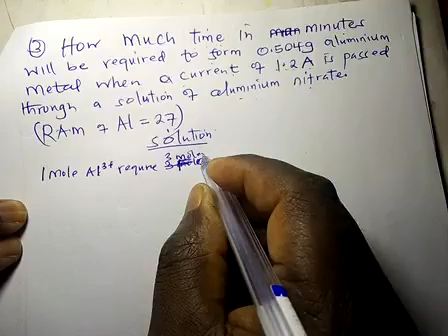 ③ How much time in minutes
will be required to form 0.504g aluminium
metal when a current of 1.2A is passed
through a solution of aluminium nitrate.
(RAM of Al = 27)
Solution
3 mole
1 mole Al³⁺ require